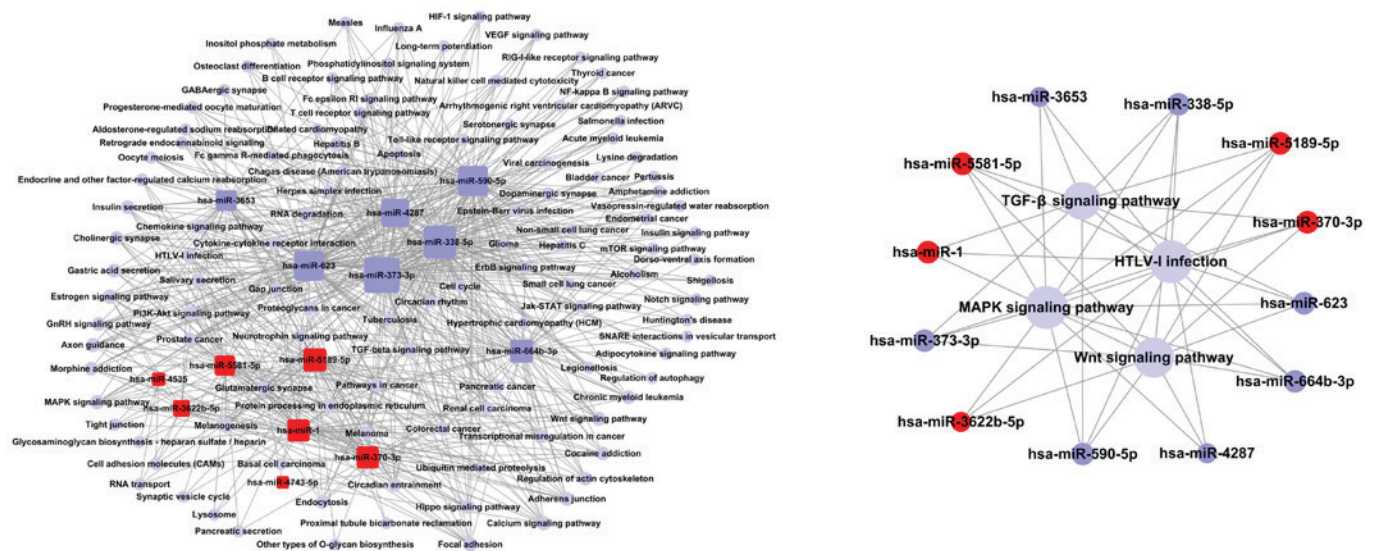 Measles
Influenza A
HIF-1 signaling pathway
VEGF signaling pathway
Inositol phosphate metabolism
Long-term potentiation
RIG-I-like receptor signaling pathway
Osteoclast differentiation
Phosphatidylinositol signaling system
Thyroid cancer
B cell receptor signaling pathway
Natural killer cell mediated cytotoxicity
GABAergic synapse
NF-kappa B signaling pathway
Fc epsilon RI signaling pathway
Progesterone-mediated oocyte maturation
Arrhythmogenic right ventricular cardiomyopathy (ARVC)
T cell receptor signaling pathway
Salmonella infection
Aldosterone-regulated sodium reabsorption
Dilated cardiomyopathy
Serotonergic synapse
Retrograde endocannabinoid signaling
Hepatitis B
Toll-like receptor signaling pathway
Acute myeloid leukemia
Oocyte meiosis
Fc gamma R-mediated phagocytosis
Apoptosis
Viral carcinogenesis
Lysine degradation
Chagas disease (American trypanosomiasis)
Bladder cancer
Pertussis
Endocrine and other factor-regulated calcium reabsorption
hsa-miR-590-5p
Herpes simplex infection
Dopaminergic synapse
Amphetamine addiction
hsa-miR-3653
Vasopressin-regulated water reabsorption
Insulin secretion
RNA degradation
hsa-miR-4287
Epstein-Barr virus infection
Endometrial cancer
Chemokine signaling pathway
Non-small cell lung cancer
Insulin signaling pathway
Cholinergic synapse
Cytokine-cytokine receptor interaction
hsa-miR-338-5p
Glioma
Hepatitis C
mTOR signaling pathway
HTLV-I infection
Dorso-ventral axis formation
Gastric acid secretion
hsa-miR-623
hsa-miR-373-3p
ErbB signaling pathway
Alcoholism
Salivary secretion
Cell cycle
Small cell lung cancer
Shigellosis
Gap junction
Estrogen signaling pathway
Proteoglycans in cancer
Circadian rhythm
Jak-STAT signaling pathway
Notch signaling pathway
PI3K-Akt signaling pathway
Tuberculosis
Huntington's disease
GnRH signaling pathway
Hypertrophic cardiomyopathy (HCM)
Prostate cancer
Neurotrophin signaling pathway
SNARE interactions in vesicular transport
Axon guidance
TGF-beta signaling pathway
hsa-miR-664b-3p
Adipocytokine signaling pathway
hsa-miR-5581-5p
hsa-miR-5189-5p
Legionellosis
Morphine addiction
hsa-miR-4535
Regulation of autophagy
Glutamatergic synapse
Pathways in cancer
Pancreatic cancer
Chronic myeloid leukemia
MAPK signaling pathway
hsa-miR-3622b-5p
Protein processing in endoplasmic reticulum
Renal cell carcinoma
Wnt signaling pathway
Tight junction
Melanogenesis
hsa-miR-1
Melanoma
Colorectal cancer
Transcriptional misregulation in cancer
Glycosaminoglycan biosynthesis - heparan sulfate / heparin
hsa-miR-370-3p
Cocaine addiction
Cell adhesion molecules (CAMs)
Basal cell carcinoma
Ubiquitin mediated proteolysis
Regulation of actin cytoskeleton
RNA transport
hsa-miR-4743-5p
Circadian entrainment
Synaptic vesicle cycle
Adherens junction
Endocytosis
Lysosome
Hippo signaling pathway
Proximal tubule bicarbonate reclamation
Calcium signaling pathway
Pancreatic secretion
Other types of O-glycan biosynthesis
Focal adhesion
hsa-miR-3653
hsa-miR-338-5p
hsa-miR-5189-5p
hsa-miR-5581-5p
TGF-β signaling pathway
hsa-miR-370-3p
hsa-miR-1
HTLV-I infection
MAPK signaling pathway
hsa-miR-623
hsa-miR-373-3p
Wnt signaling pathway
hsa-miR-664b-3p
hsa-miR-3622b-5p
hsa-miR-590-5p
hsa-miR-4287